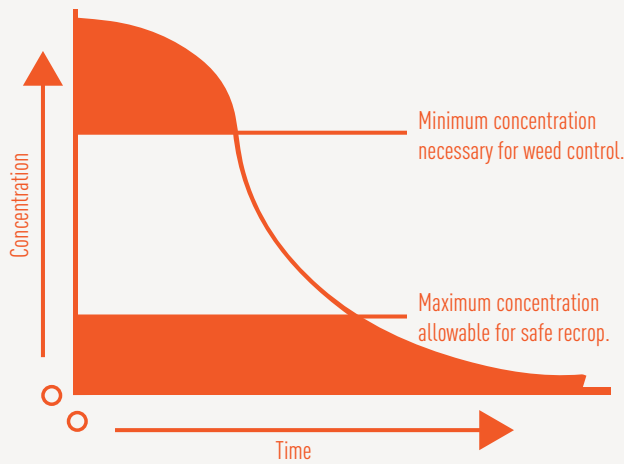 Minimum concentration
necessary for weed control.
Concentration
Maximum concentration
allowable for safe recrop.
Time